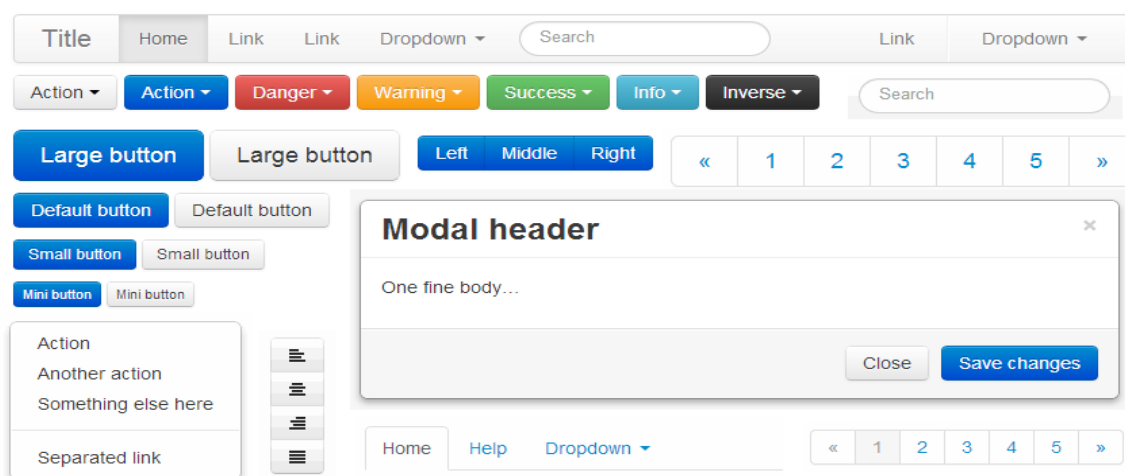 Title Home Link Link Dropdown Search Link Dropdown
Action Action Danger Warning Success Info Inverse Search
Large button Large button Left Middle Right « 1 2 3 4 5 »
Default button Default button
Small button Small button
Mini button Mini button
Modal header ×
One fine body...
Close Save changes
Action
Another action
Something else here
Separated link
Home Help Dropdown « 1 2 3 4 5 »